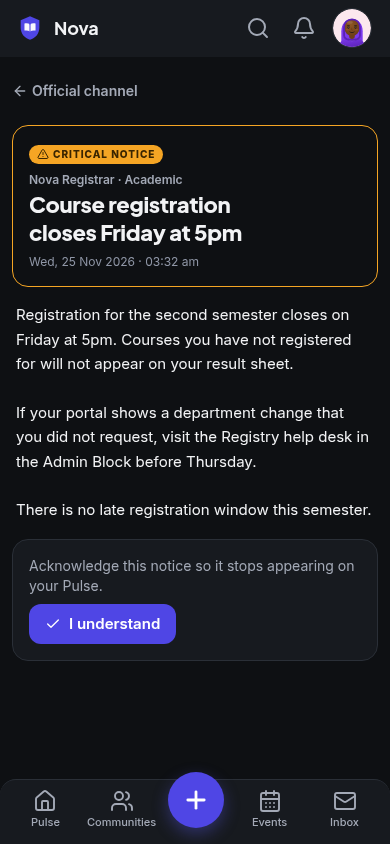 Nova
Official channel
CRITICAL NOTICE
Nova Registrar · Academic
Course registration
closes Friday at 5pm
Wed, 25 Nov 2026 · 03:32 am
Registration for the second semester closes on
Friday at 5pm. Courses you have not registered
for will not appear on your result sheet.
If your portal shows a department change that
you did not request, visit the Registry help desk in
the Admin Block before Thursday.
There is no late registration window this semester.
Acknowledge this notice so it stops appearing on
your Pulse.
I understand
Pulse
Communities
Events
Inbox